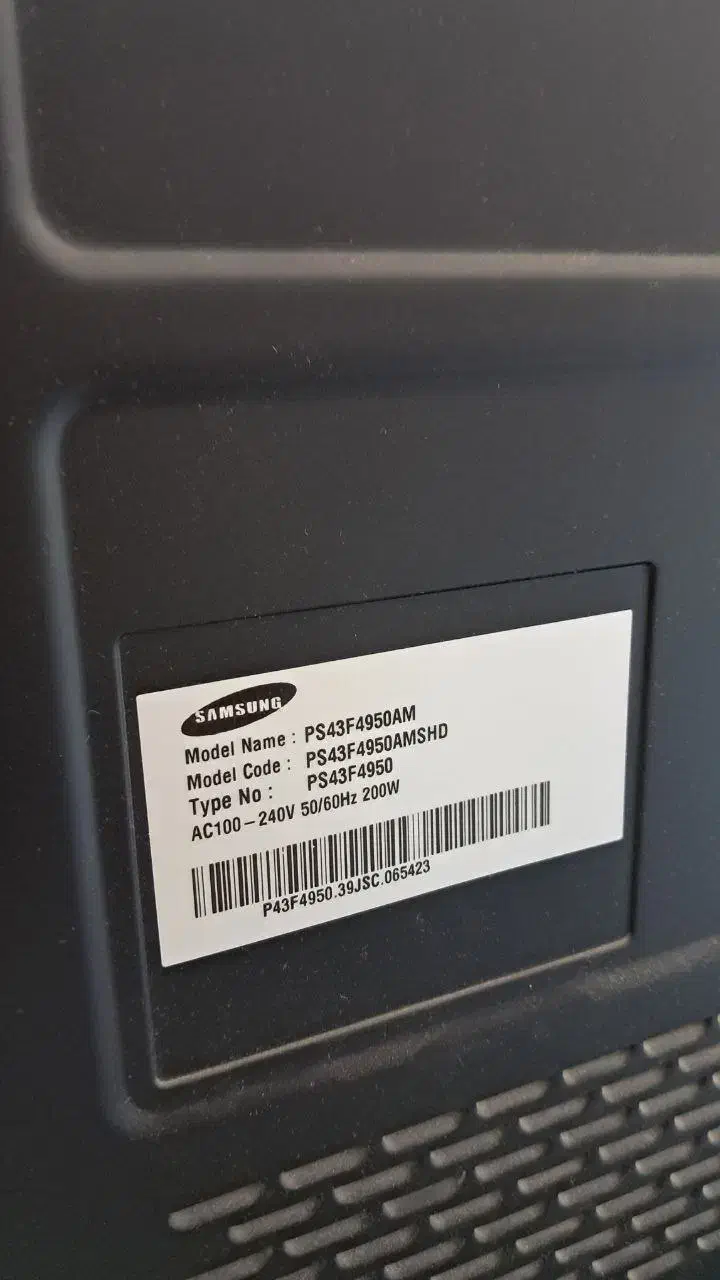 SAMSUNG
Model Name : PS43F4950AM
Model Code : PS43F4950AMSHD
Type No : PS43F4950
AC100-240V 50/60Hz 200W
P43F4950.39JSC.065423